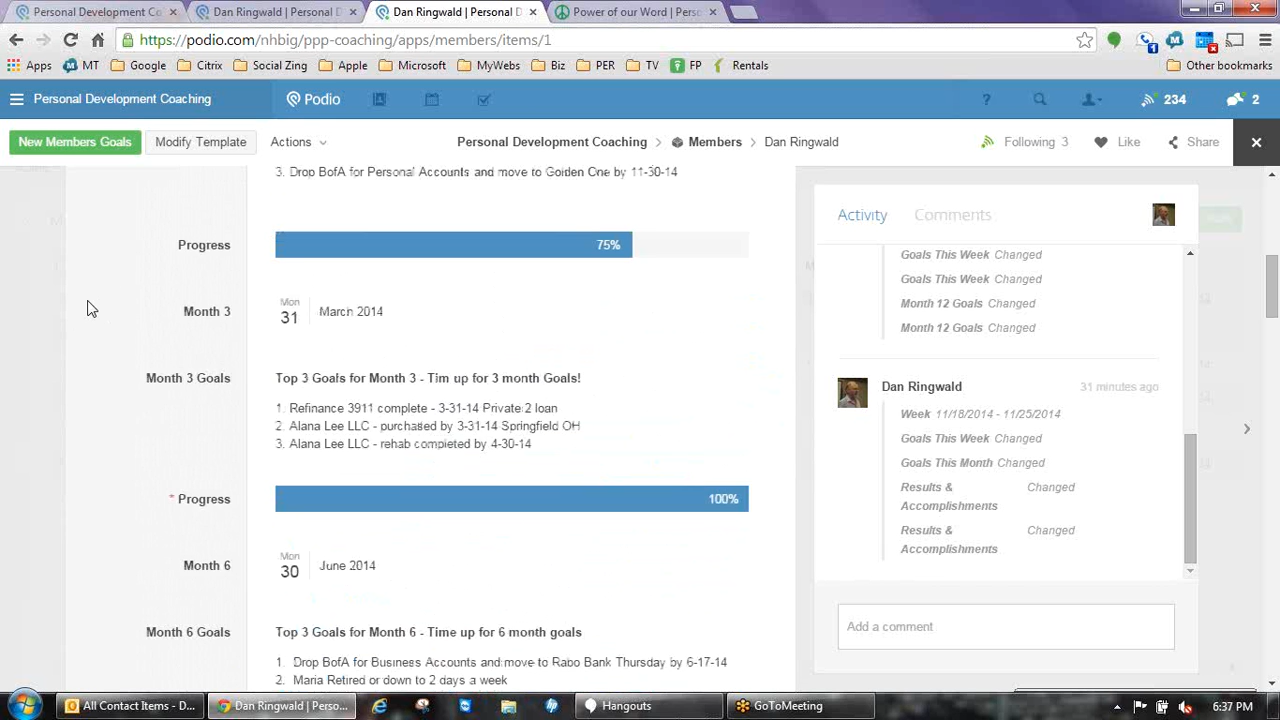 Personal Development Coa
Dan Ringwald | Personal D
Dan Ringwald | Personal D
Power of our Word | Perso
https://podio.com/nhbig/ppp-coaching/apps/members/items/1
Apps MT Google Citrix Social Zing Apple Microsoft MyWebs Biz PER TV FP Rentals Other bookmarks
Personal Development Coaching Podio ? 234 2
New Members Goals Modify Template Actions Personal Development Coaching > Members > Dan Ringwald Following 3 Like Share
3. Drop BofA for Personal Accounts and move to Golden One by 11-30-14
Progress 75%
Month 3 Mon 31 March 2014
Month 3 Goals Top 3 Goals for Month 3 - Tim up for 3 month Goals!
1. Refinance 3911 complete - 3-31-14 Private 2 loan
2. Alana Lee LLC - purchased by 3-31-14 Springfield OH
3. Alana Lee LLC - rehab completed by 4-30-14
* Progress 100%
Month 6 Mon 30 June 2014
Month 6 Goals Top 3 Goals for Month 6 - Time up for 6 month goals
1. Drop BofA for Business Accounts and move to Rabo Bank Thursday by 6-17-14
2. Maria Retired or down to 2 days a week
Activity Comments
Goals This Week Changed
Goals This Week Changed
Month 12 Goals Changed
Month 12 Goals Changed
Dan Ringwald 31 minutes ago
Week 11/18/2014 - 11/25/2014
Goals This Week Changed
Goals This Month Changed
Results & Changed
Accomplishments
Results & Changed
Accomplishments
Add a comment
All Contact Items - D...
Dan Ringwald | Perso...
Hangouts
GoToMeeting
6:37 PM